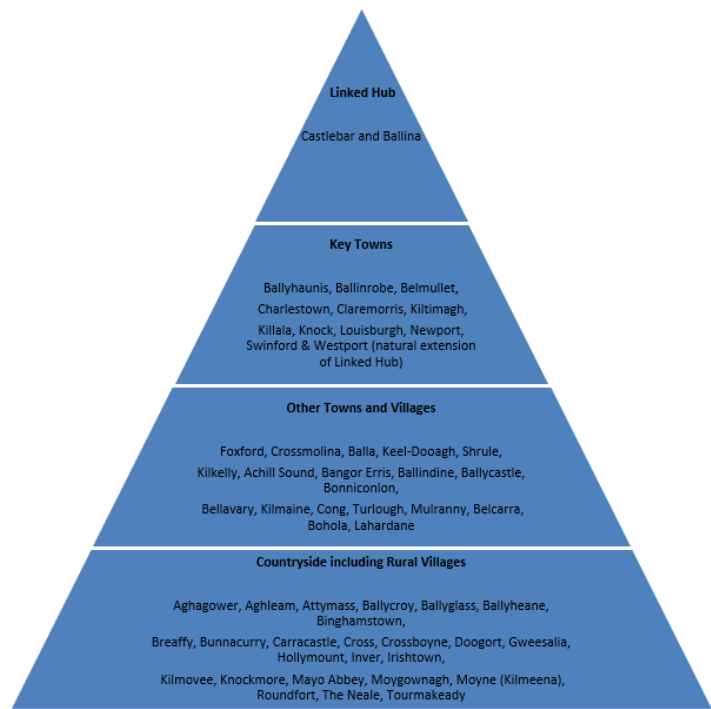 Linked Hub
Castlebar and Ballina
Key Towns
Ballyhaunis, Ballinrobe, Belmullet,
Charlestown, Claremorris, Kiltimagh,
Killala, Knock, Louisburgh, Newport,
Swinford & Westport (natural extension
of Linked Hub)
Other Towns and Villages
Foxford, Crossmolina, Balla, Keel-Dooagh, Shrule,
Kilkelly, Achill Sound, Bangor Erris, Ballindine, Ballycastle,
Bonniconlon,
Bellavary, Kilmaine, Cong, Turlough, Mulranny, Belcarra,
Bohola, Lahardane
Countryside including Rural Villages
Aghagower, Aghleam, Attymass, Ballycroy, Ballyglass, Ballyheane,
Binghamstown,
Breaffy, Bunnacurry, Carracastle, Cross, Crossboyne, Doogort, Gweesalia,
Hollymount, Inver, Irishtown,
Kilmovee, Knockmore, Mayo Abbey, Moygownagh, Moyne (Kilmeena),
Roundfort, The Neale, Tourmakeady